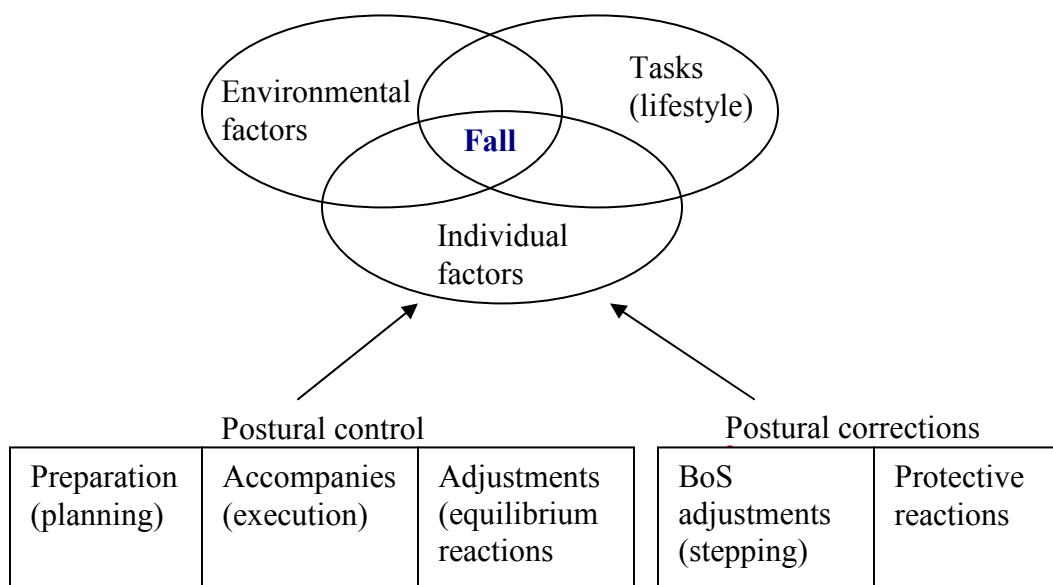 Environmental
factors
Tasks
(lifestyle)
Fall
Individual
factors
Postural control
Postural corrections
Preparation
(planning)
Accompanies
(execution)
Adjustments
(equilibrium
reactions
BoS
adjustments
(stepping)
Protective
reactions